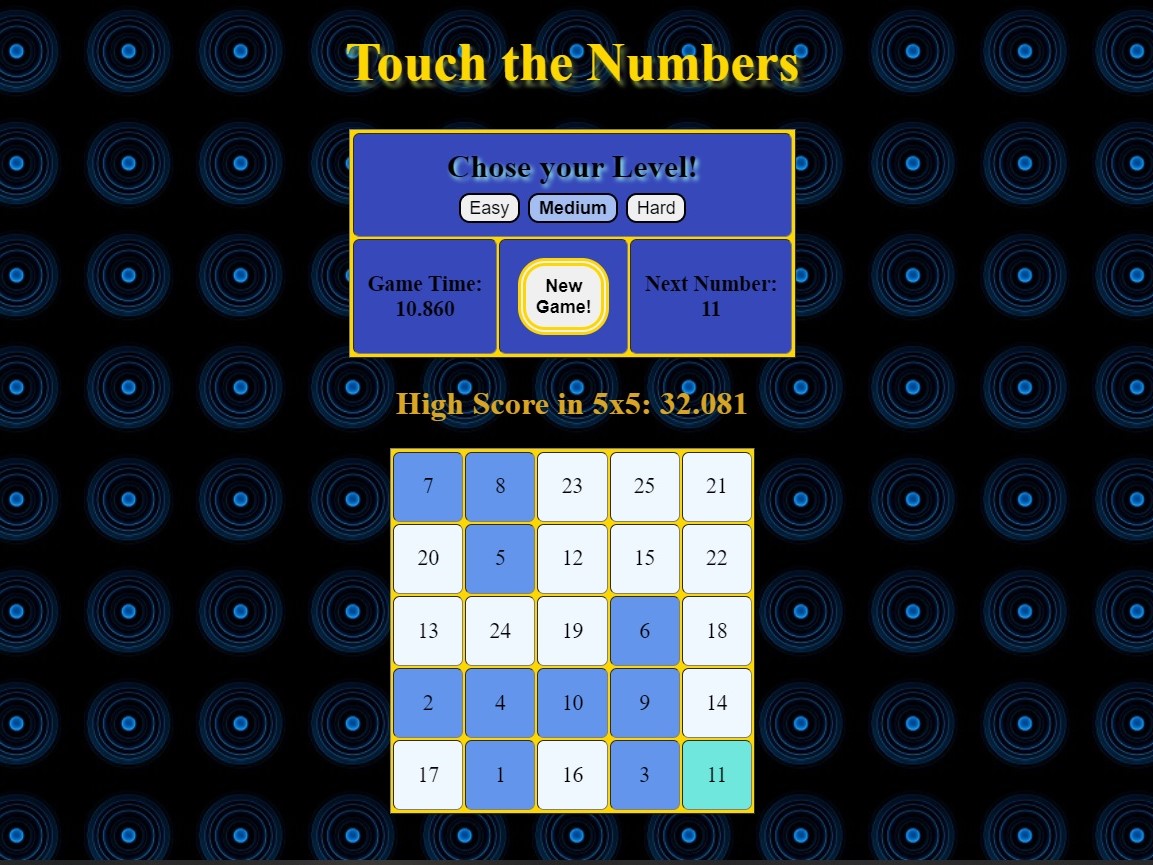 Touch the Numbers
Chose your Level!
Easy Medium Hard
Game Time:
10.860
New
Game!
Next Number:
11
High Score in 5x5: 32.081
7 8 23 25 21
20 5 12 15 22
13 24 19 6 18
2 4 10 9 14
17 1 16 3 11